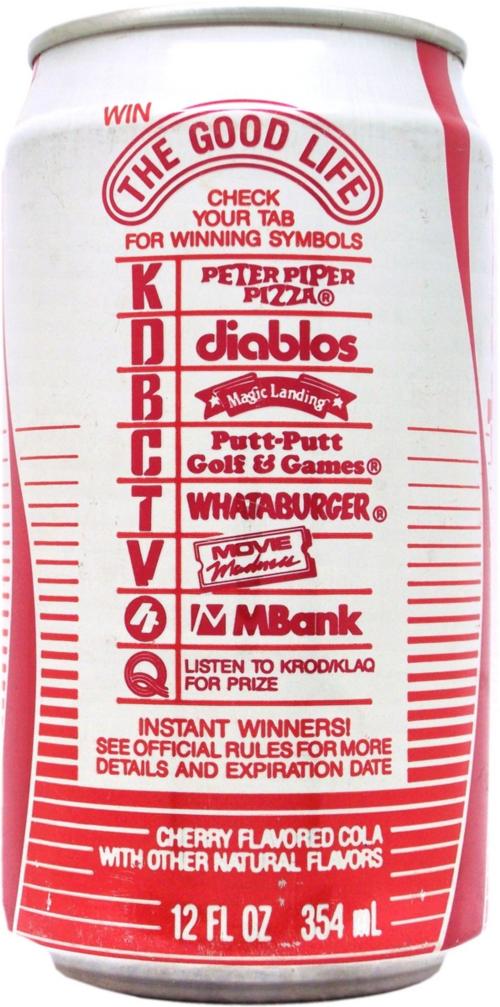 WIN
THE GOOD LIFE
CHECK
YOUR TAB
FOR WINNING SYMBOLS
K PETER PIPER
PIZZA®
D diablos
B Magic Landing
C Putt-Putt
Golf & Games®
T WHATABURGER®
V MOVIE
Madness
4 M MBank
Q LISTEN TO KROD/KLAQ
FOR PRIZE
INSTANT WINNERS!
SEE OFFICIAL RULES FOR MORE
DETAILS AND EXPIRATION DATE
CHERRY FLAVORED COLA
WITH OTHER NATURAL FLAVORS
12 FL OZ 354 mL